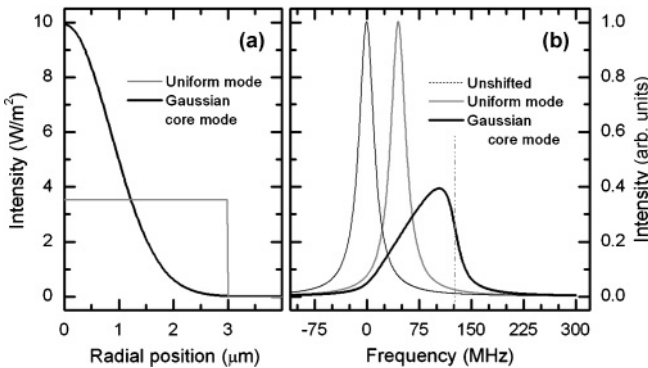 10
8
6
4
2
0
Intensity (W/m²)
(a)
Uniform mode
Gaussian
core mode
0
1
2
3
Radial position (μm)
(b)
Unshifted
Uniform mode
Gaussian
core mode
-75
0
75
150
225
300
Frequency (MHz)
1.0
0.8
0.6
0.4
0.2
0.0
Intensity (arb. units)